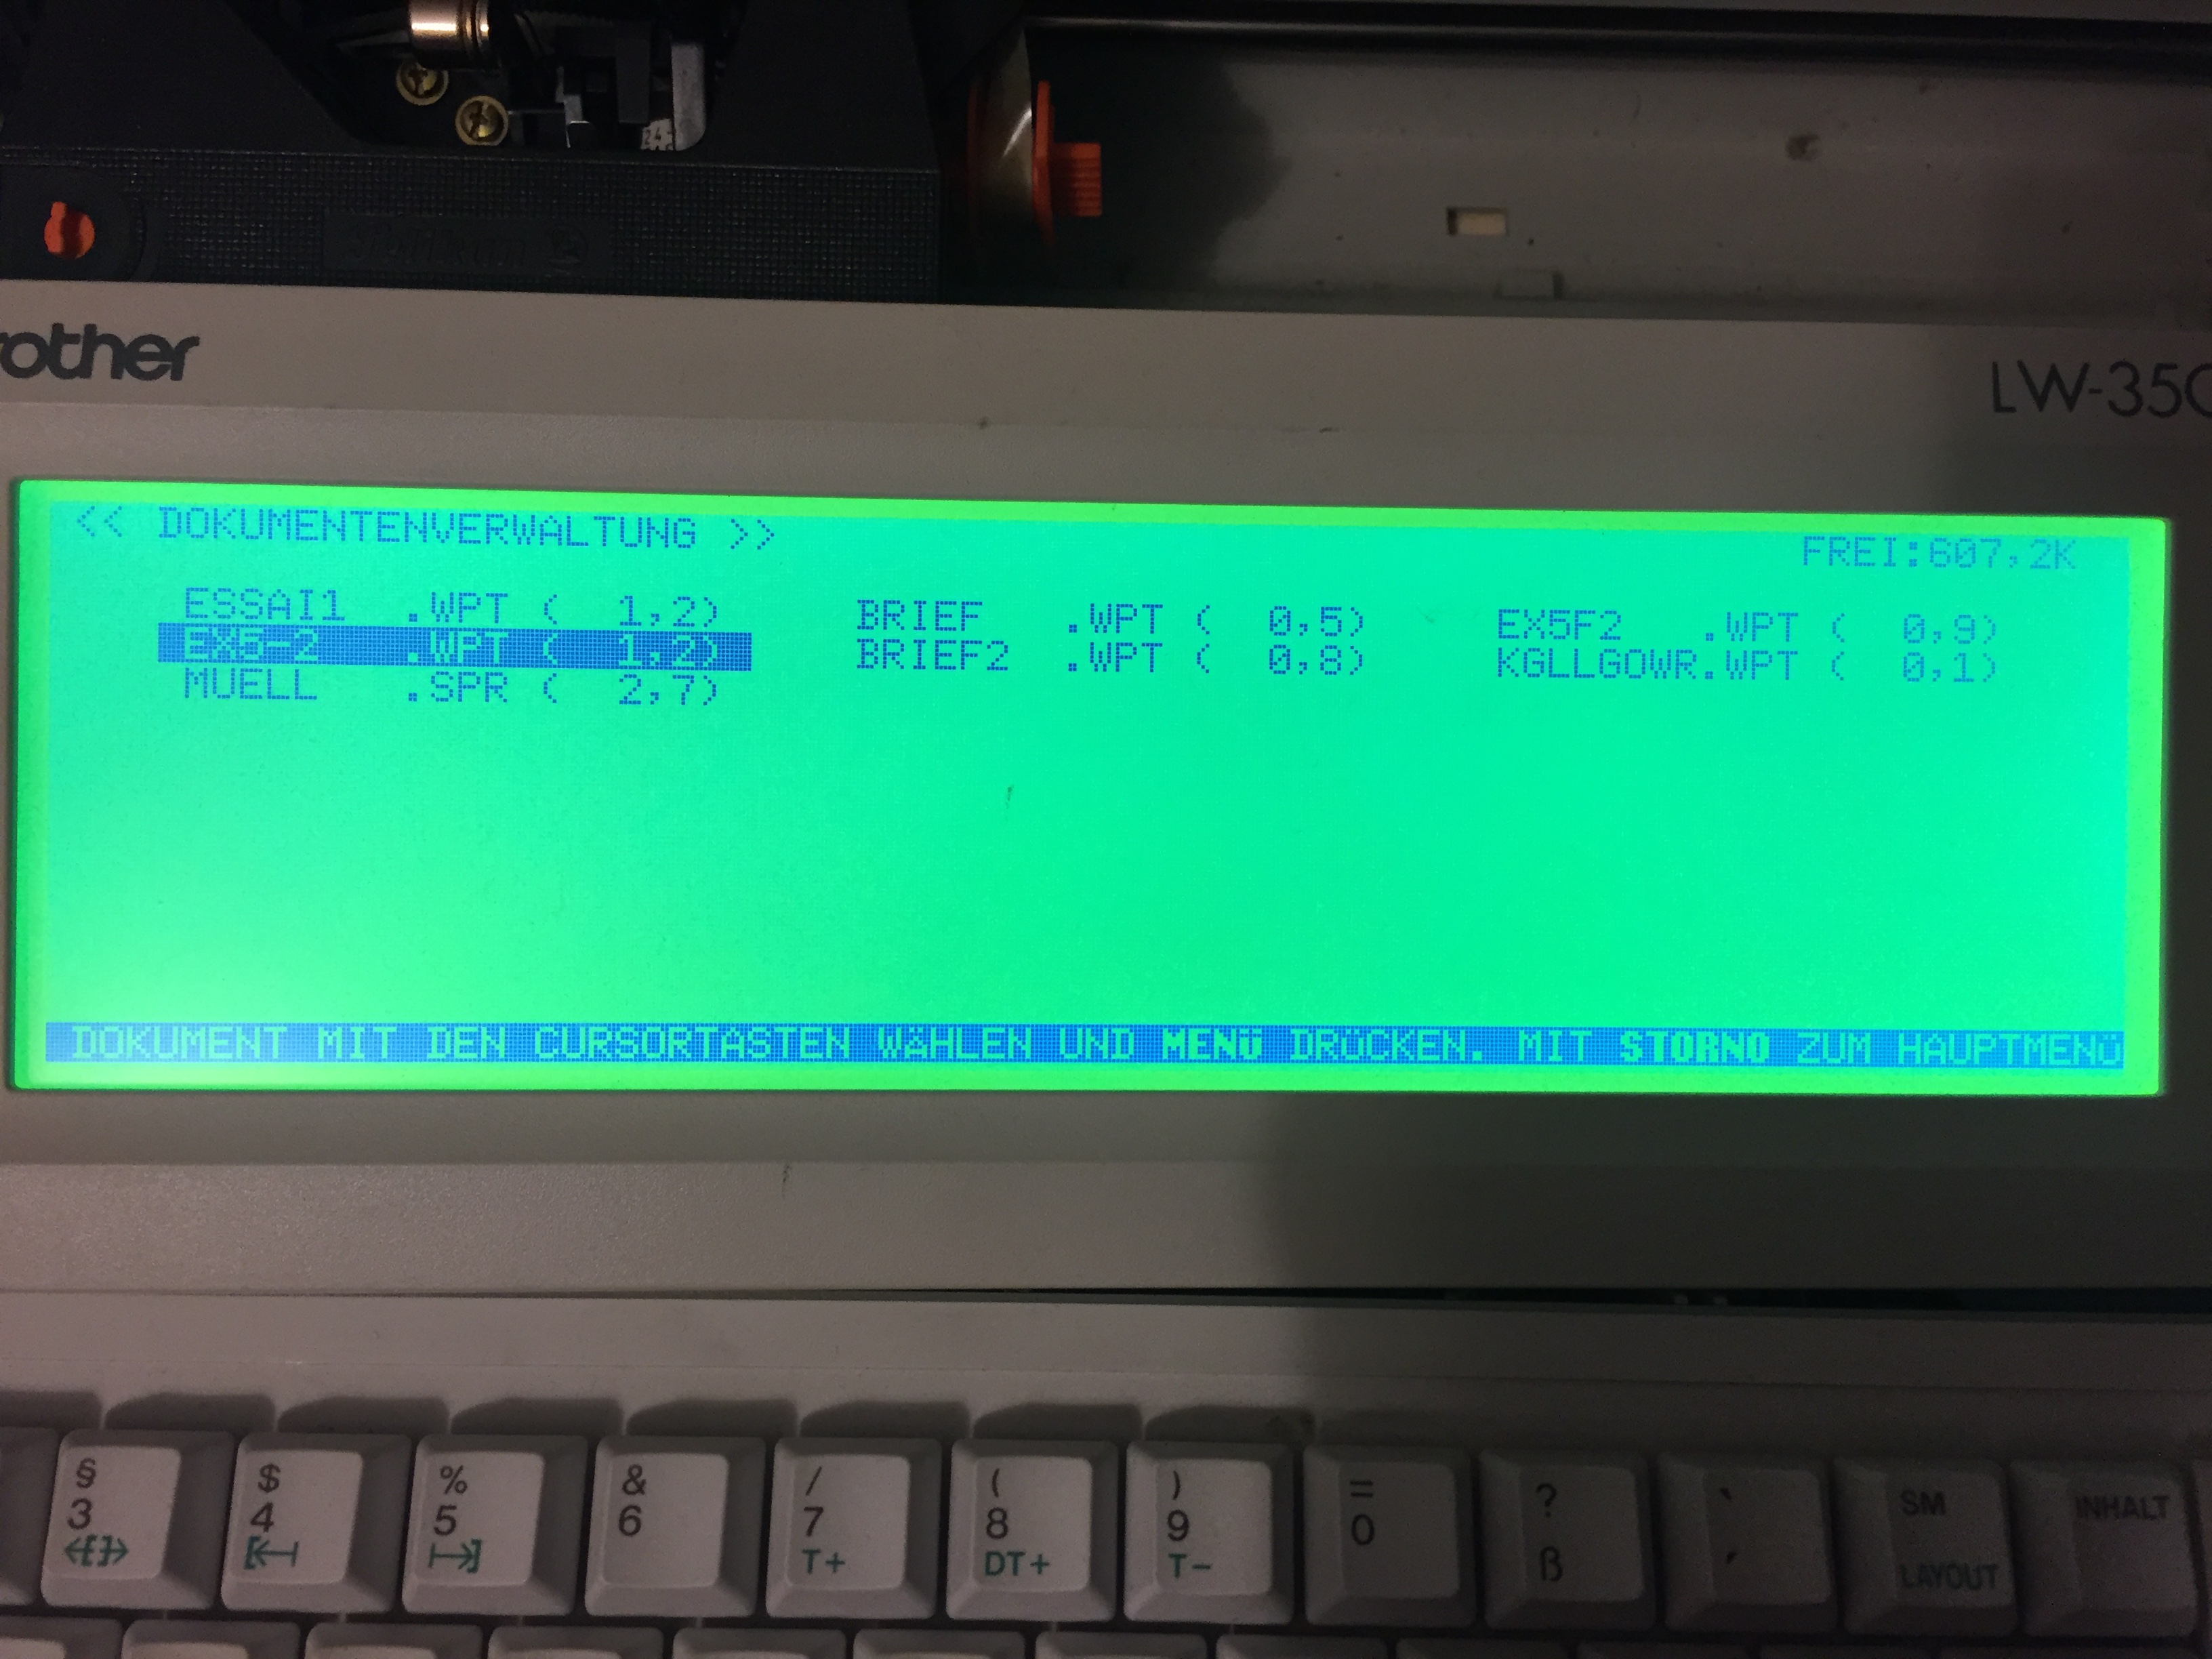 24
rother
LW-350
<< DOKUMENTENVERWALTUNG >>
FREI:607,2K
ESSAI1 .WPT ( 1,2) BRIEF .WPT ( 0,5) EX5F2 .WPT ( 0,9)
EX5-2 .WPT ( 1,2) BRIEF2 .WPT ( 0,8) KGLLGOWR.WPT ( 0,1)
MUELL .SPR ( 2,7)
DOKUMENT MIT DEN CURSORTASTEN WÄHLEN UND MENÜ DRÜCKEN. MIT STORNO ZUM HAUPTMENÜ
§ $ % & / ( ) = ? ` SM INHALT
3 4 5 6 7 8 9 0 ß ´ LAYOUT
T+ DT+ T-